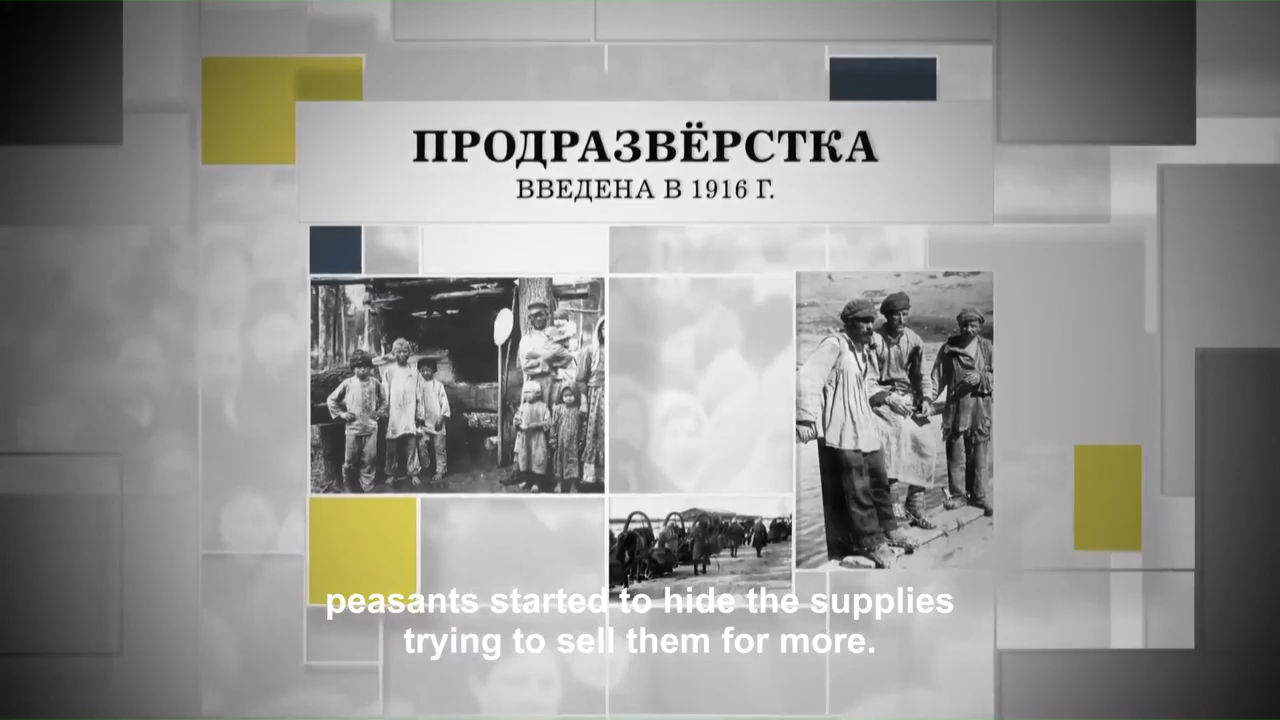 ПРОДРАЗВЁРСТКА
ВВЕДЕНА В 1916 Г.
peasants started to hide the supplies
trying to sell them for more.